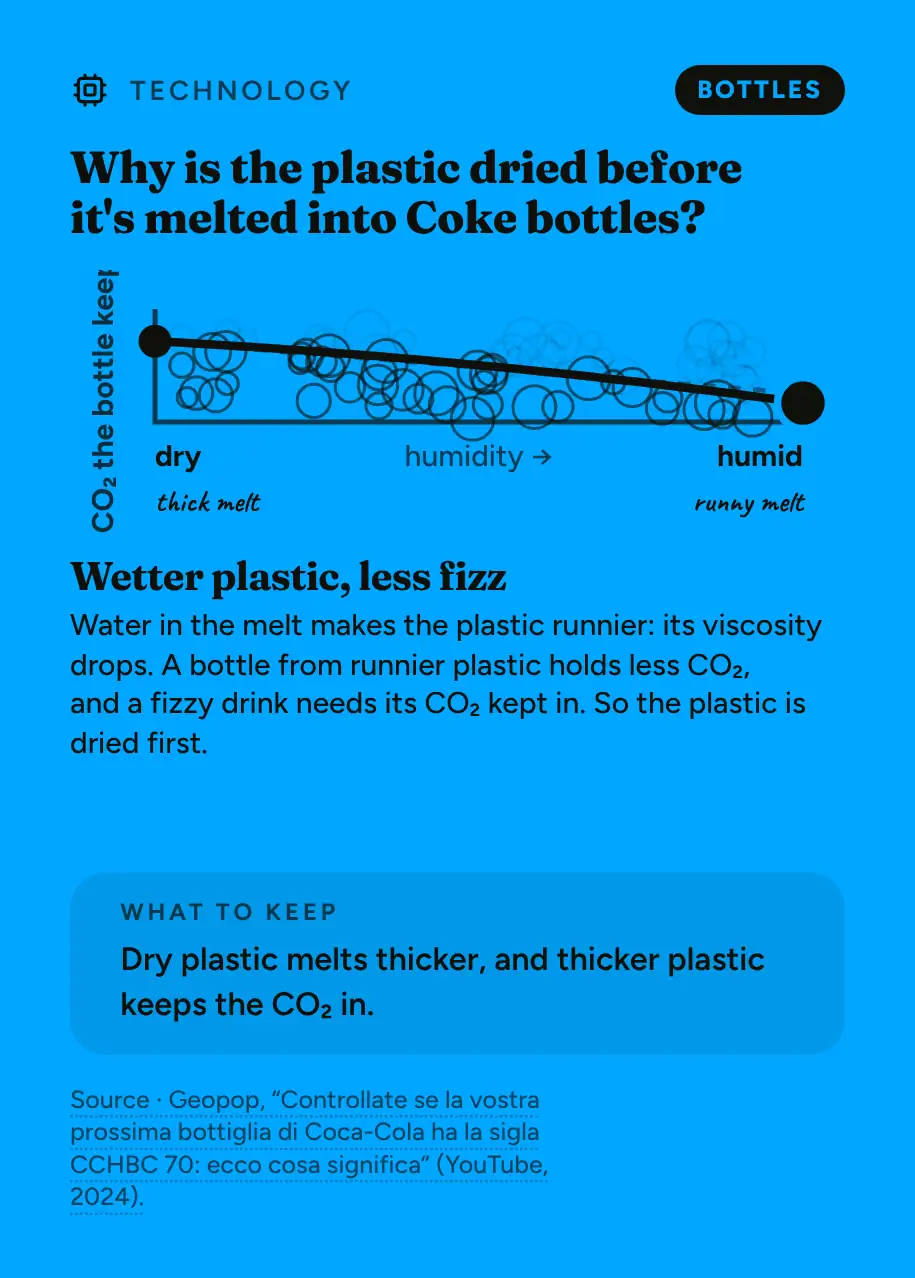 TECHNOLOGY
BOTTLES
Why is the plastic dried before
it's melted into Coke bottles?
CO₂ the bottle keep
dry
humidity →
humid
thick melt
runny melt
Wetter plastic, less fizz
Water in the melt makes the plastic runnier: its viscosity
drops. A bottle from runnier plastic holds less CO₂,
and a fizzy drink needs its CO₂ kept in. So the plastic is
dried first.
WHAT TO KEEP
Dry plastic melts thicker, and thicker plastic
keeps the CO₂ in.
Source · Geopop, “Controllate se la vostra
prossima bottiglia di Coca-Cola ha la sigla
CCHBC 70: ecco cosa significa” (YouTube,
2024).